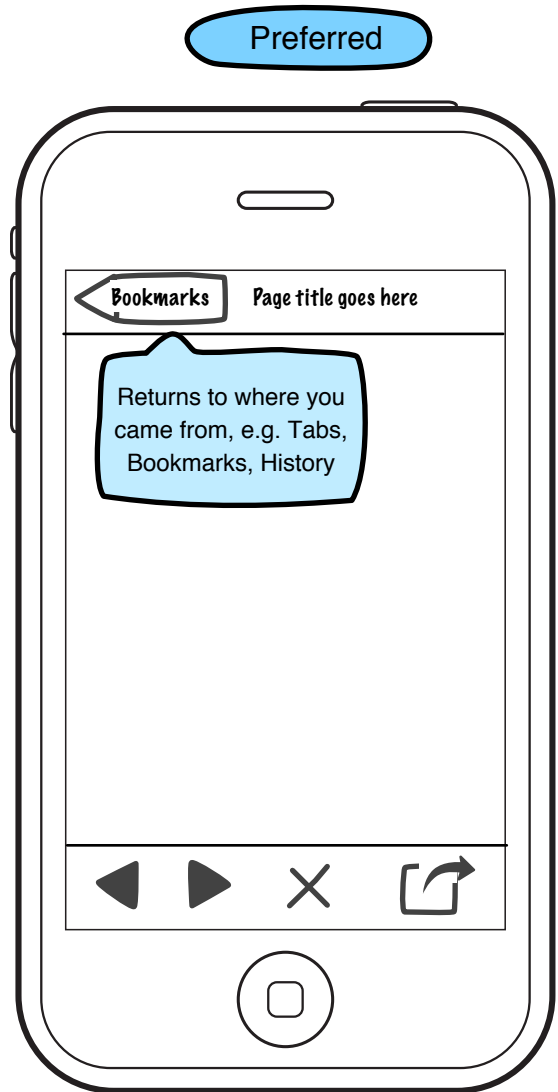 Preferred
Bookmarks Page title goes here
Returns to where you
came from, e.g. Tabs,
Bookmarks, History